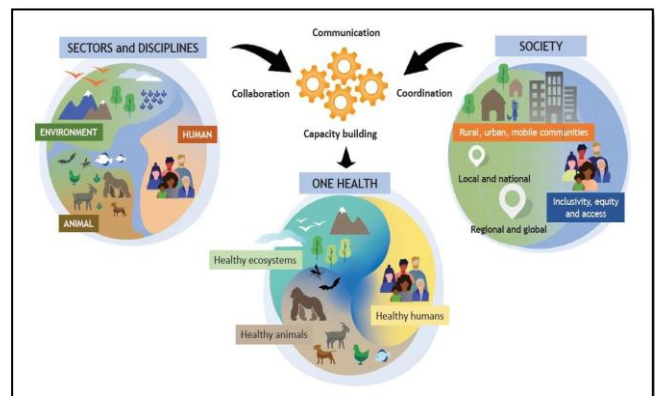 SECTORS and DISCIPLINES
ENVIRONMENT
HUMAN
ANIMAL
Communication
Collaboration
Coordination
Capacity building
SOCIETY
Rural, urban, mobile communities
Local and national
Inclusivity, equity
and access
Regional and global
ONE HEALTH
Healthy ecosystems
Healthy humans
Healthy animals